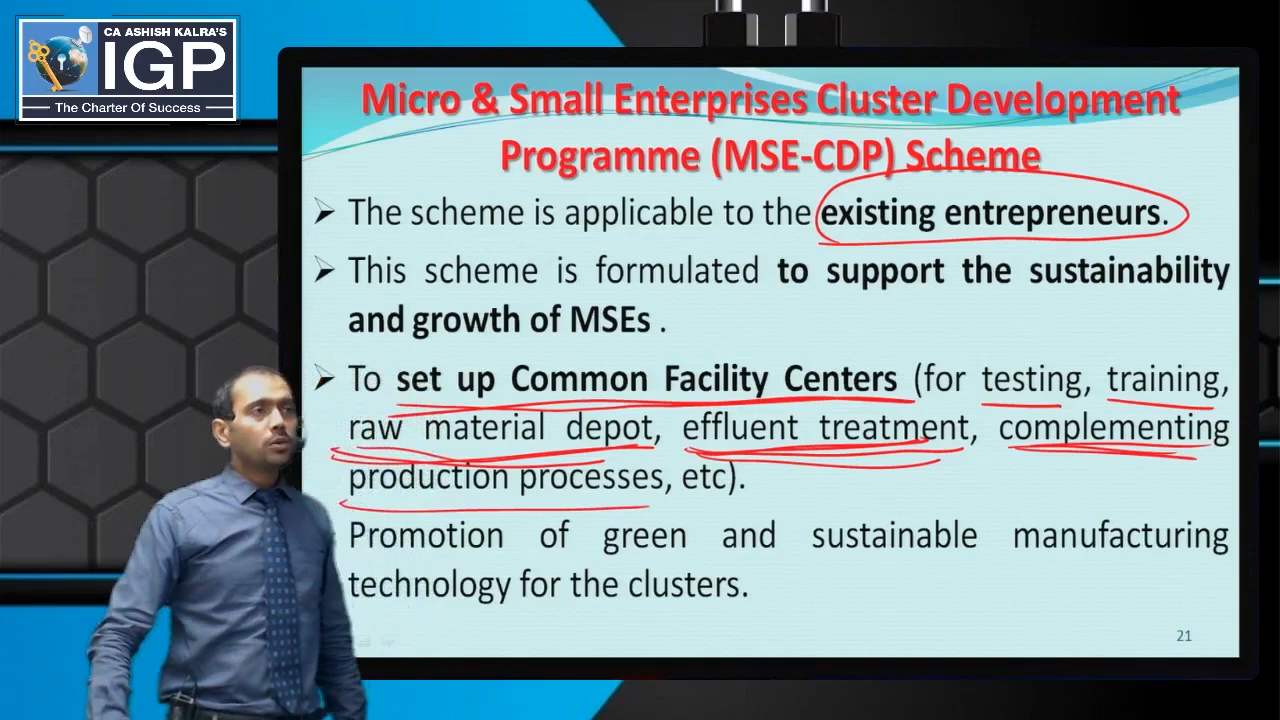 CA ASHISH KALRA'S
IGP
The Charter Of Success
Micro & Small Enterprises Cluster Development
Programme (MSE-CDP) Scheme
➢ The scheme is applicable to the existing entrepreneurs.
➢ This scheme is formulated to support the sustainability
and growth of MSEs .
➢ To set up Common Facility Centers (for testing, training,
raw material depot, effluent treatment, complementing
production processes, etc).
Promotion of green and sustainable manufacturing
technology for the clusters.
21